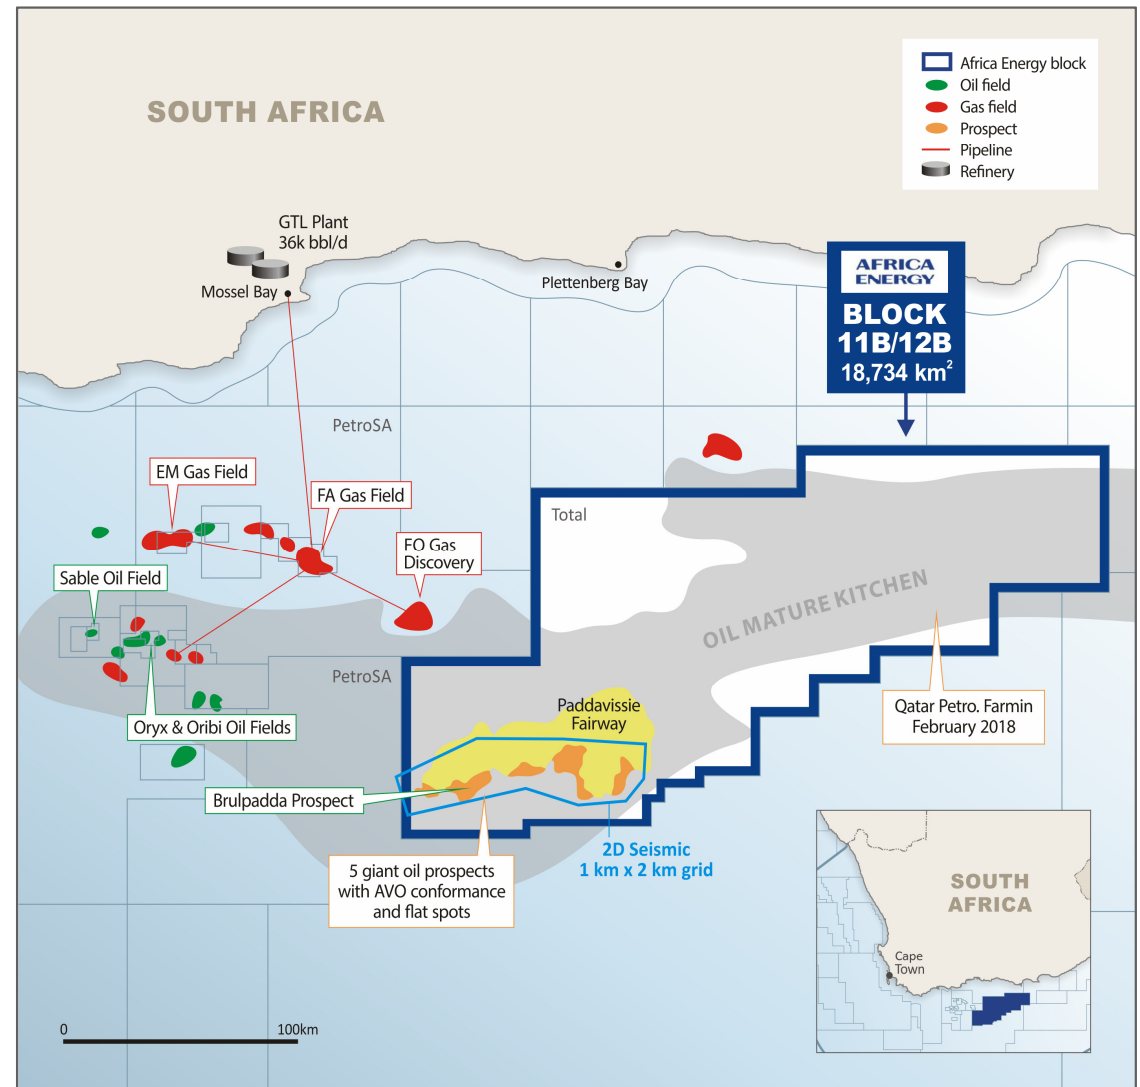 SOUTH AFRICA
Africa Energy block
Oil field
Gas field
Prospect
Pipeline
Refinery
GTL Plant
36k bbl/d
Mossel Bay
Plettenberg Bay
AFRICA
ENERGY
BLOCK
11B/12B
18,734 km²
PetroSA
EM Gas Field
FA Gas Field
FO Gas
Discovery
Total
Sable Oil Field
OIL MATURE KITCHEN
PetroSA
Oryx & Oribi Oil Fields
Paddavissie
Fairway
Qatar Petro. Farmin
February 2018
Brulpadda Prospect
2D Seismic
1 km x 2 km grid
5 giant oil prospects
with AVO conformance
and flat spots
SOUTH
AFRICA
Cape
Town
0
100km